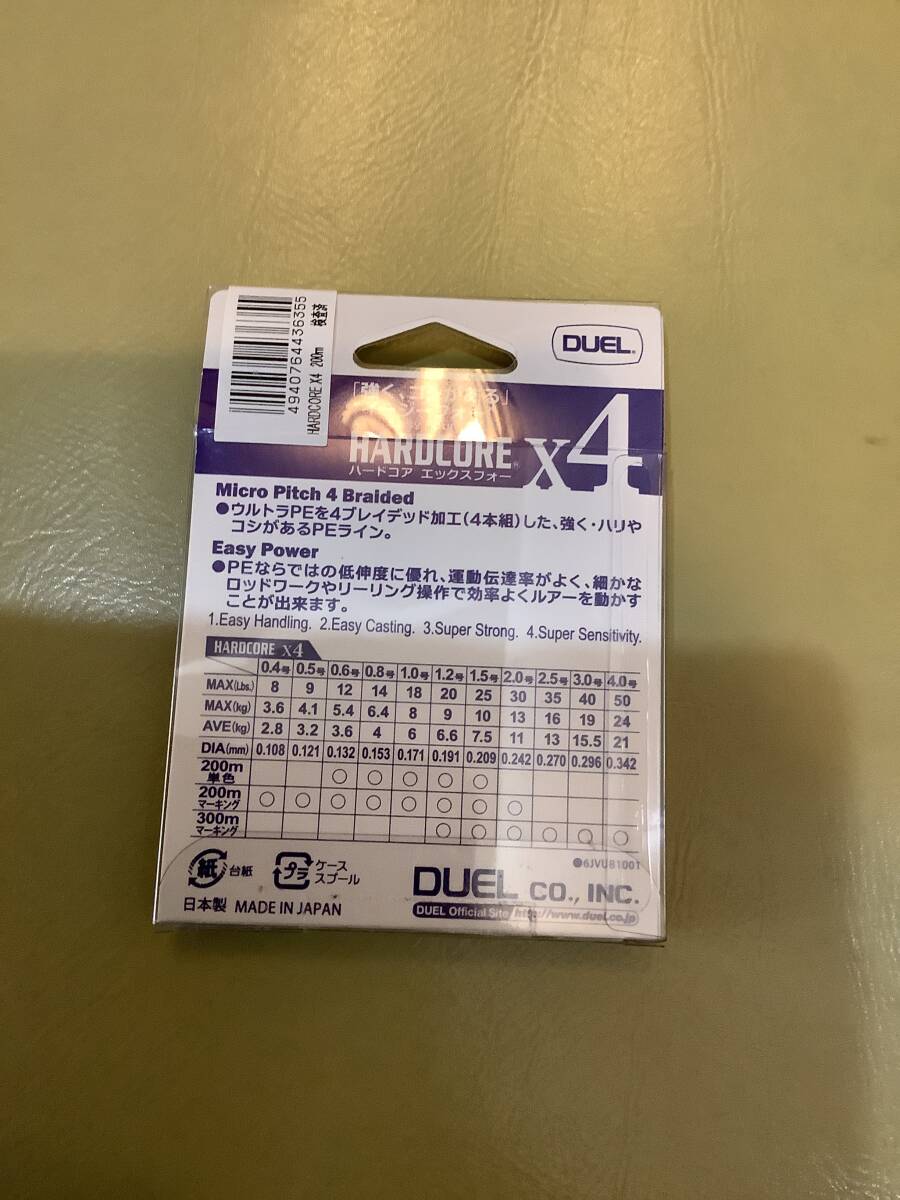 4940764436355
HARDCORE X4 200m 検査済
DUEL®
HARDCORE® X4
ハードコア エックスフォー
Micro Pitch 4 Braided
●ウルトラPEを4ブレイデッド加工(4本組)した、強く・ハリや
コシがあるPEライン。
Easy Power
●PEならではの低伸度に優れ、運動伝達率がよく、細かな
ロッドワークやリーリング操作で効率よくルアーを動かす
ことが出来ます。
1.Easy Handling. 2.Easy Casting. 3.Super Strong. 4.Super Sensitivity.
HARDCORE X4
0.4号 0.5号 0.6号 0.8号 1.0号 1.2号 1.5号 2.0号 2.5号 3.0号 4.0号
MAX(Lbs.) 8 9 12 14 18 20 25 30 35 40 50
MAX(kg) 3.6 4.1 5.4 6.4 8 9 10 13 16 19 24
AVE(kg) 2.8 3.2 3.6 4 6 6.6 7.5 11 13 15.5 21
DIA(mm) 0.108 0.121 0.132 0.153 0.171 0.191 0.209 0.242 0.270 0.296 0.342
200m
単色 ○ ○ ○ ○ ○
200m
マーキング ○ ○ ○ ○ ○ ○ ○ ○
300m
マーキング ○ ○ ○ ○ ○ ○
●6JVUB1001
紙 台紙
プラ ケース
スプール
DUEL CO., INC.
日本製 MADE IN JAPAN
DUEL Official Site http://www.duel.co.jp